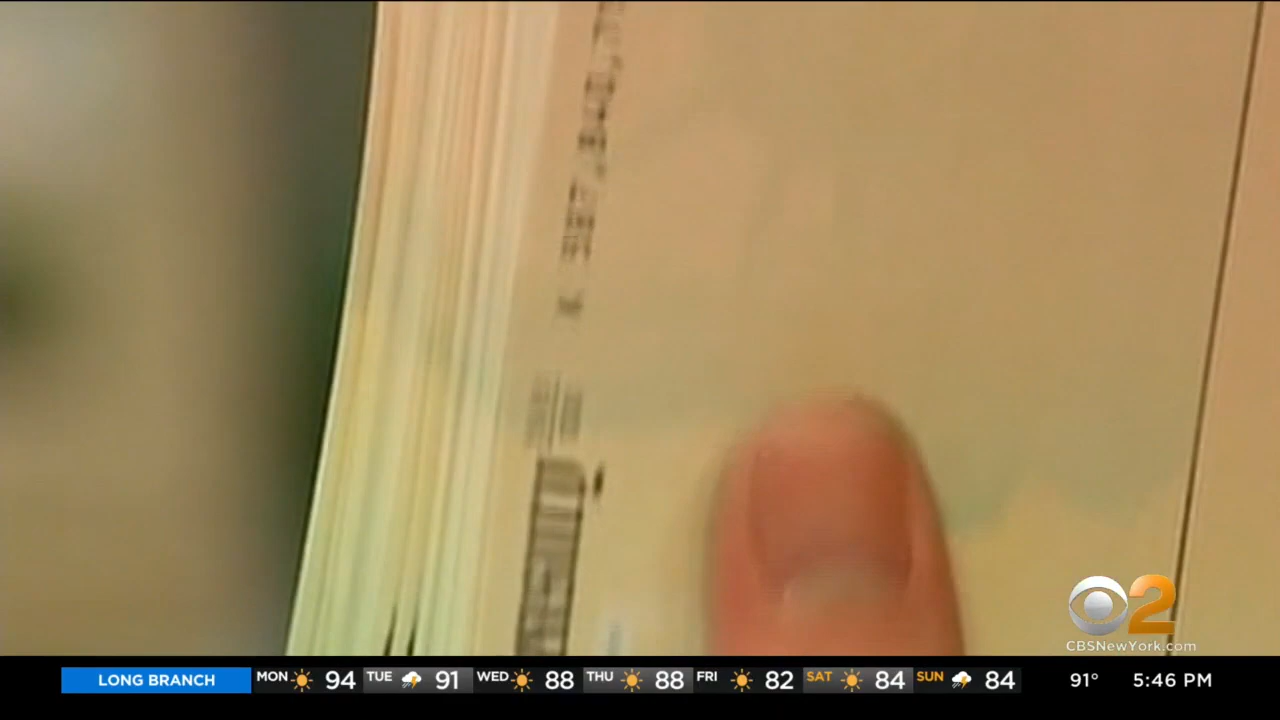 2
CBSNewYork.com
LONG BRANCH MON 94 TUE 91 WED 88 THU 88 FRI 82 SAT 84 SUN 84 91° 5:46 PM